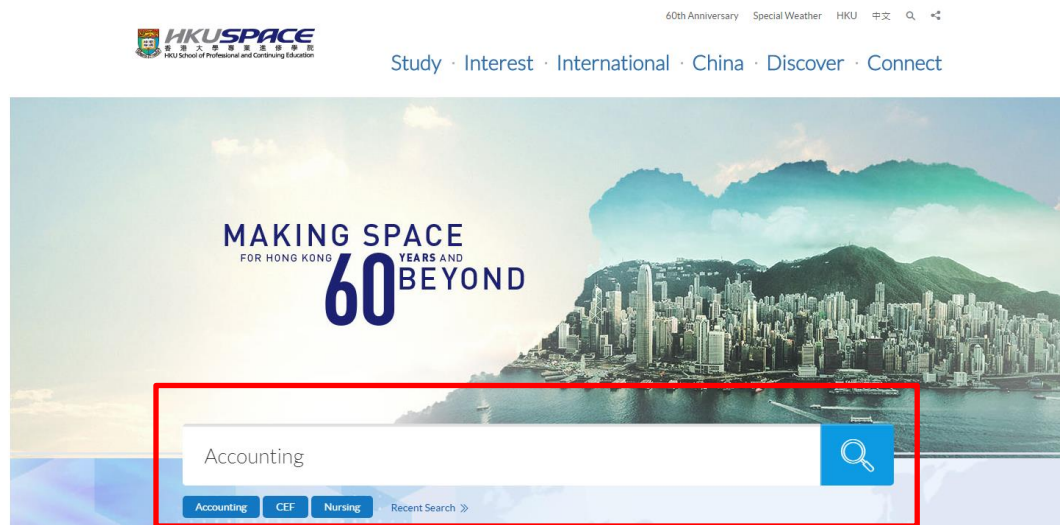 60th Anniversary Special Weather HKU 中文
HKUSPACE
香港大學專業進修學院
HKU School of Professional and Continuing Education
Study · Interest · International · China · Discover · Connect
MAKING SPACE
FOR HONG KONG 60 YEARS AND
BEYOND
Accounting
Accounting CEF Nursing Recent Search »